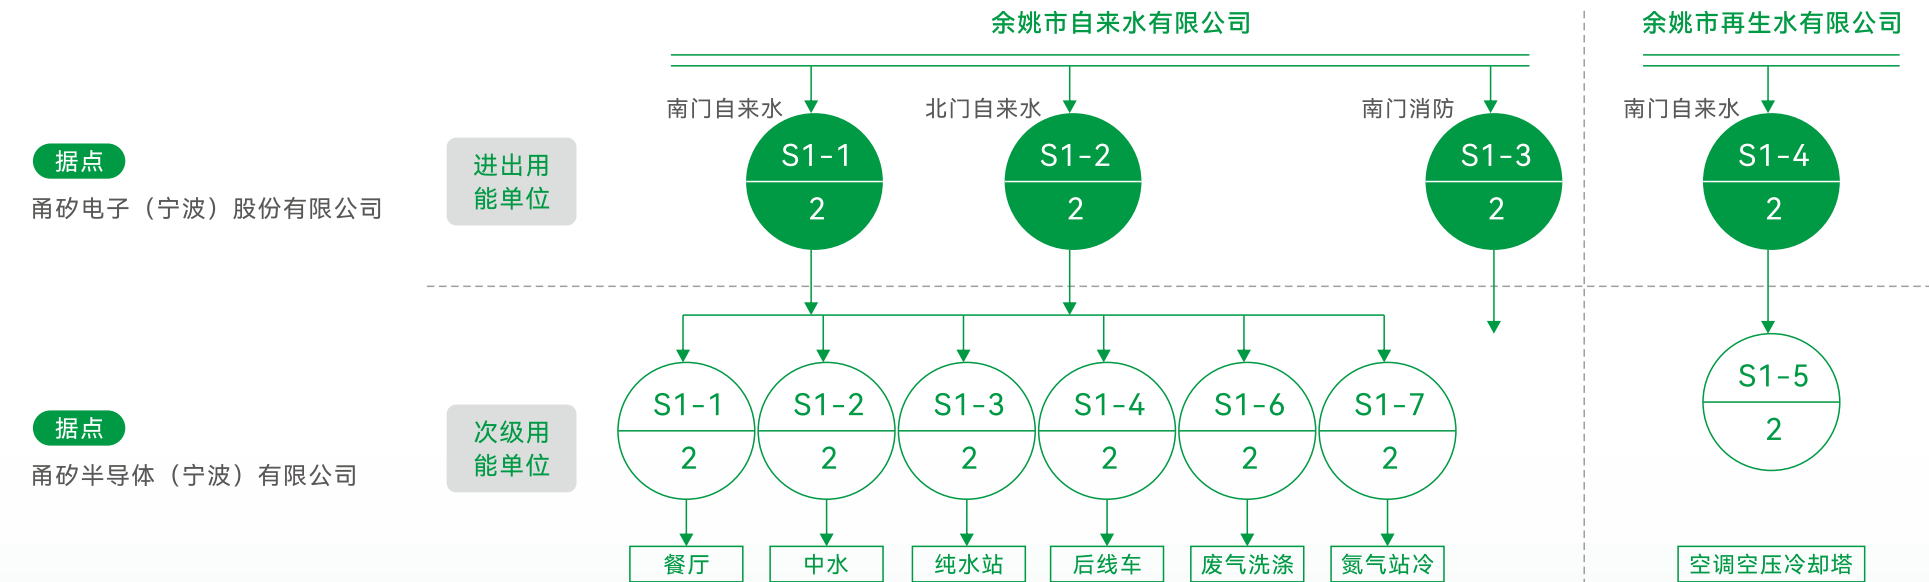 余姚市自来水有限公司
余姚市再生水有限公司
南门自来水
北门自来水
南门消防
南门自来水
据点
甬矽电子（宁波）股份有限公司
进出用
能单位
S1-1
2
S1-2
2
S1-3
2
S1-4
2
据点
甬矽半导体（宁波）有限公司
次级用
能单位
S1-1
2
S1-2
2
S1-3
2
S1-4
2
S1-6
2
S1-7
2
S1-5
2
餐厅
中水
纯水站
后线车
废气洗涤
氮气站冷
空调空压冷却塔